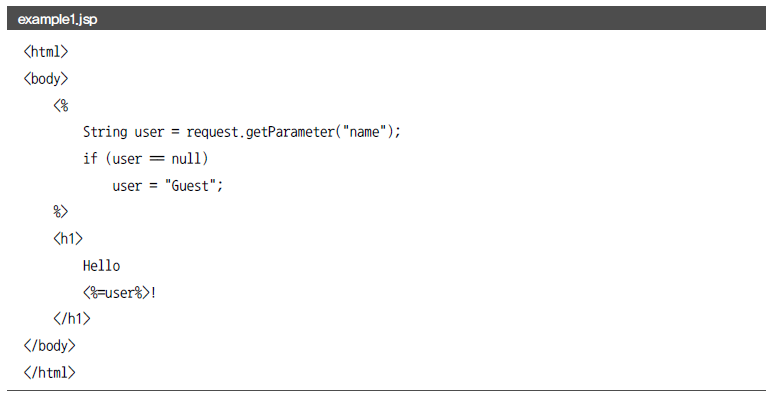 example1.jsp
<html>
<body>
<%
String user = request.getParameter("name");
if (user == null)
user = "Guest";
%>
<h1>
Hello
<%=user%>!
</h1>
</body>
</html>